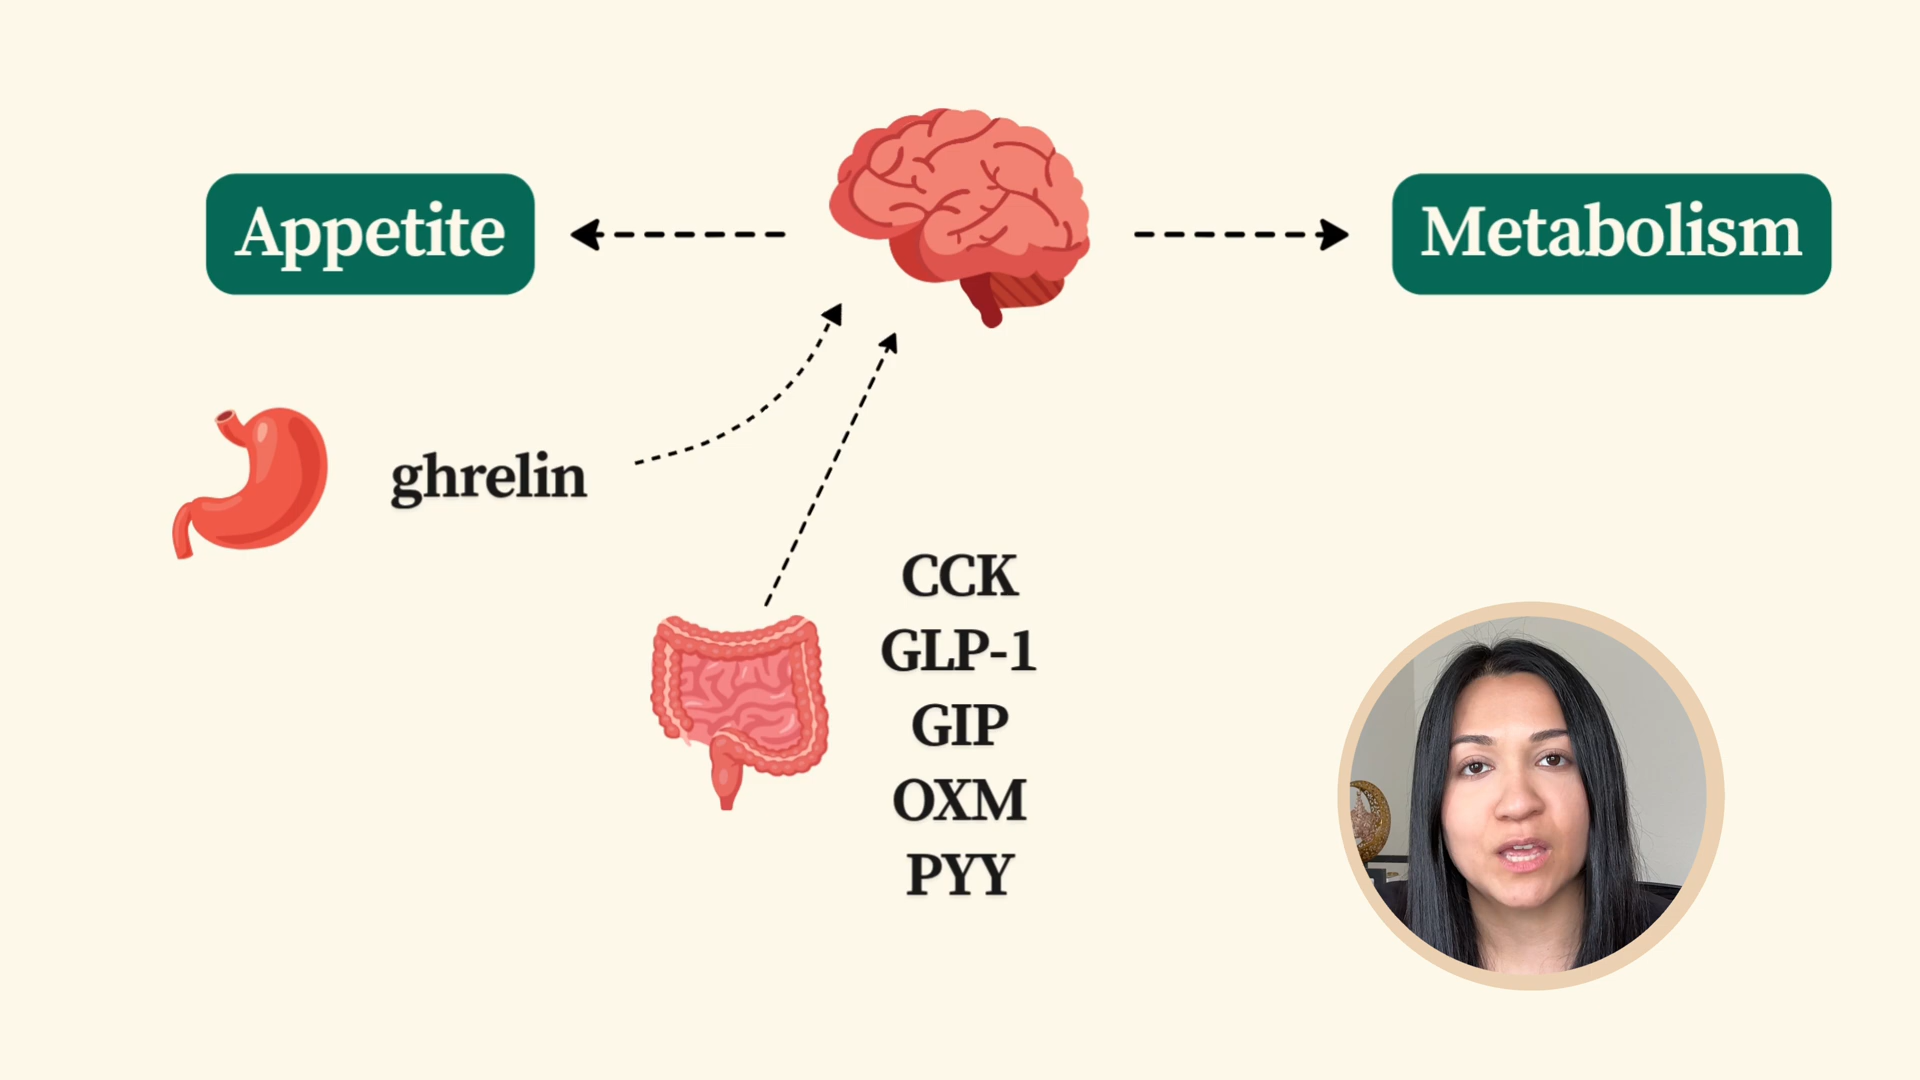 Appetite
Metabolism
ghrelin
CCK
GLP-1
GIP
OXM
PYY